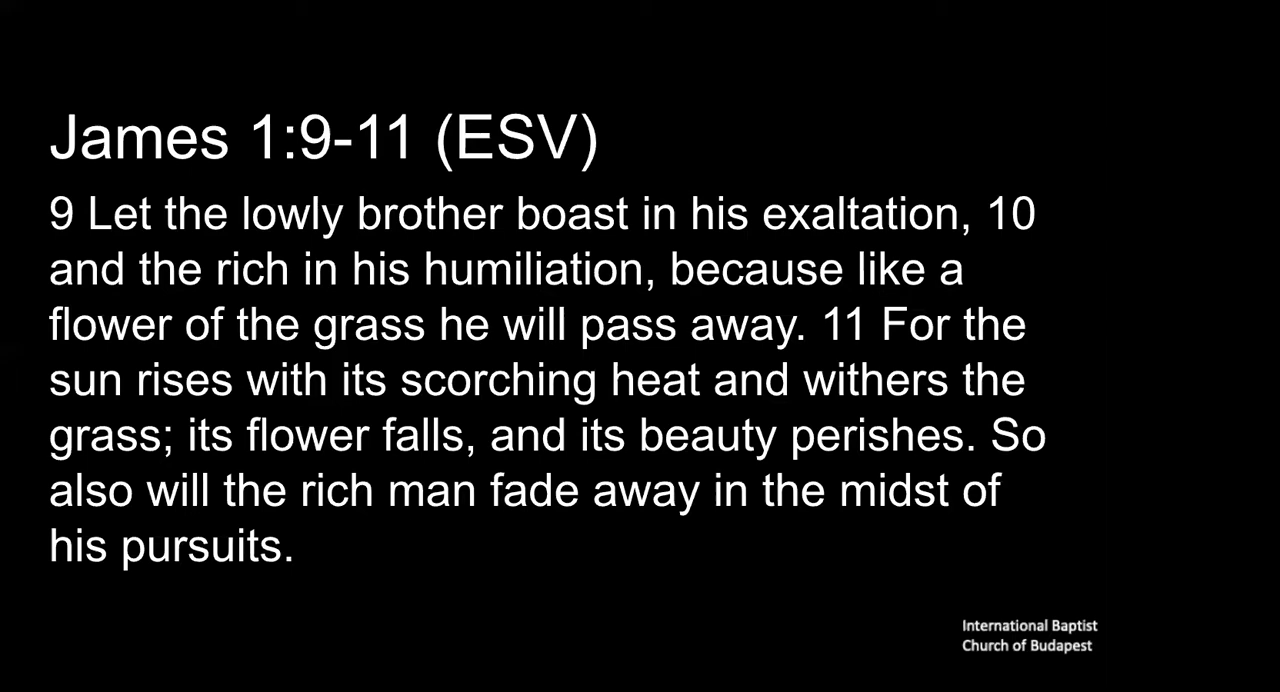 James 1:9-11 (ESV)
9 Let the lowly brother boast in his exaltation, 10
and the rich in his humiliation, because like a
flower of the grass he will pass away. 11 For the
sun rises with its scorching heat and withers the
grass; its flower falls, and its beauty perishes. So
also will the rich man fade away in the midst of
his pursuits.
International Baptist
Church of Budapest